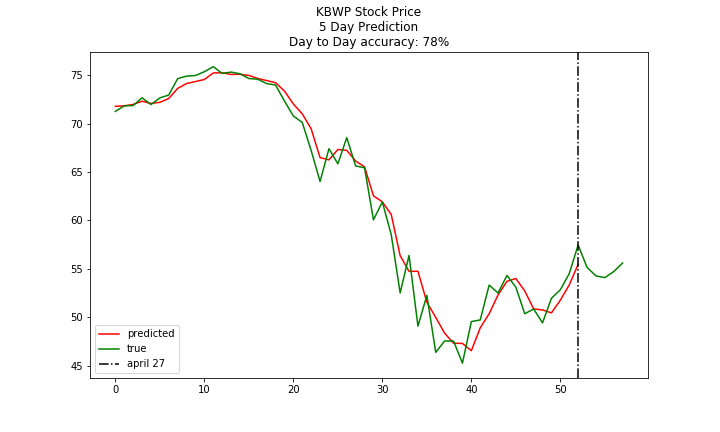 KBWP Stock Price
5 Day Prediction
Day to Day accuracy: 78%
75
70
65
60
55
50
45
predicted
true
april 27
0
10
20
30
40
50